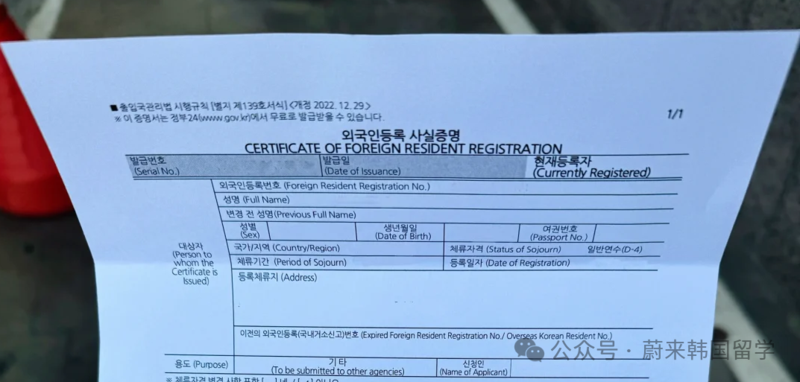 ■ 출입국관리법 시행규칙 [별지 제139호서식] <개정 2022. 12. 29>
1/1
※ 이 증명서는 정부24(www.gov.kr)에서 무료로 발급받을 수 있습니다.
외국인등록 사실증명
CERTIFICATE OF FOREIGN RESIDENT REGISTRATION
발급번호
(Serial No.)
발급일
(Date of Issuance)
현재등록자
(Currently Registered)
대상자
(Person to
whom the
Certificate is
Issued)
외국인등록번호 (Foreign Resident Registration No.)
성명 (Full Name)
변경 전 성명(Previous Full Name)
성별
(Sex)
생년월일
(Date of Birth)
여권번호
(Passport No.)
국가/지역 (Country/Region)
체류자격 (Status of Sojourn) 일반연수(D-4)
체류기간 (Period of Sojourn)
등록일자 (Date of Registration)
등록체류지 (Address)
이전의 외국인등록(국내거소신고)번호 (Expired Foreign Resident Registration No./ Overseas Korean Resident No.)
용도 (Purpose)
기타
(To be submitted to other agencies)
신청인
(Name of Applicant)
※ 체류자격 변경 사항 포함 [
公众号 · 蔚来韩国留学